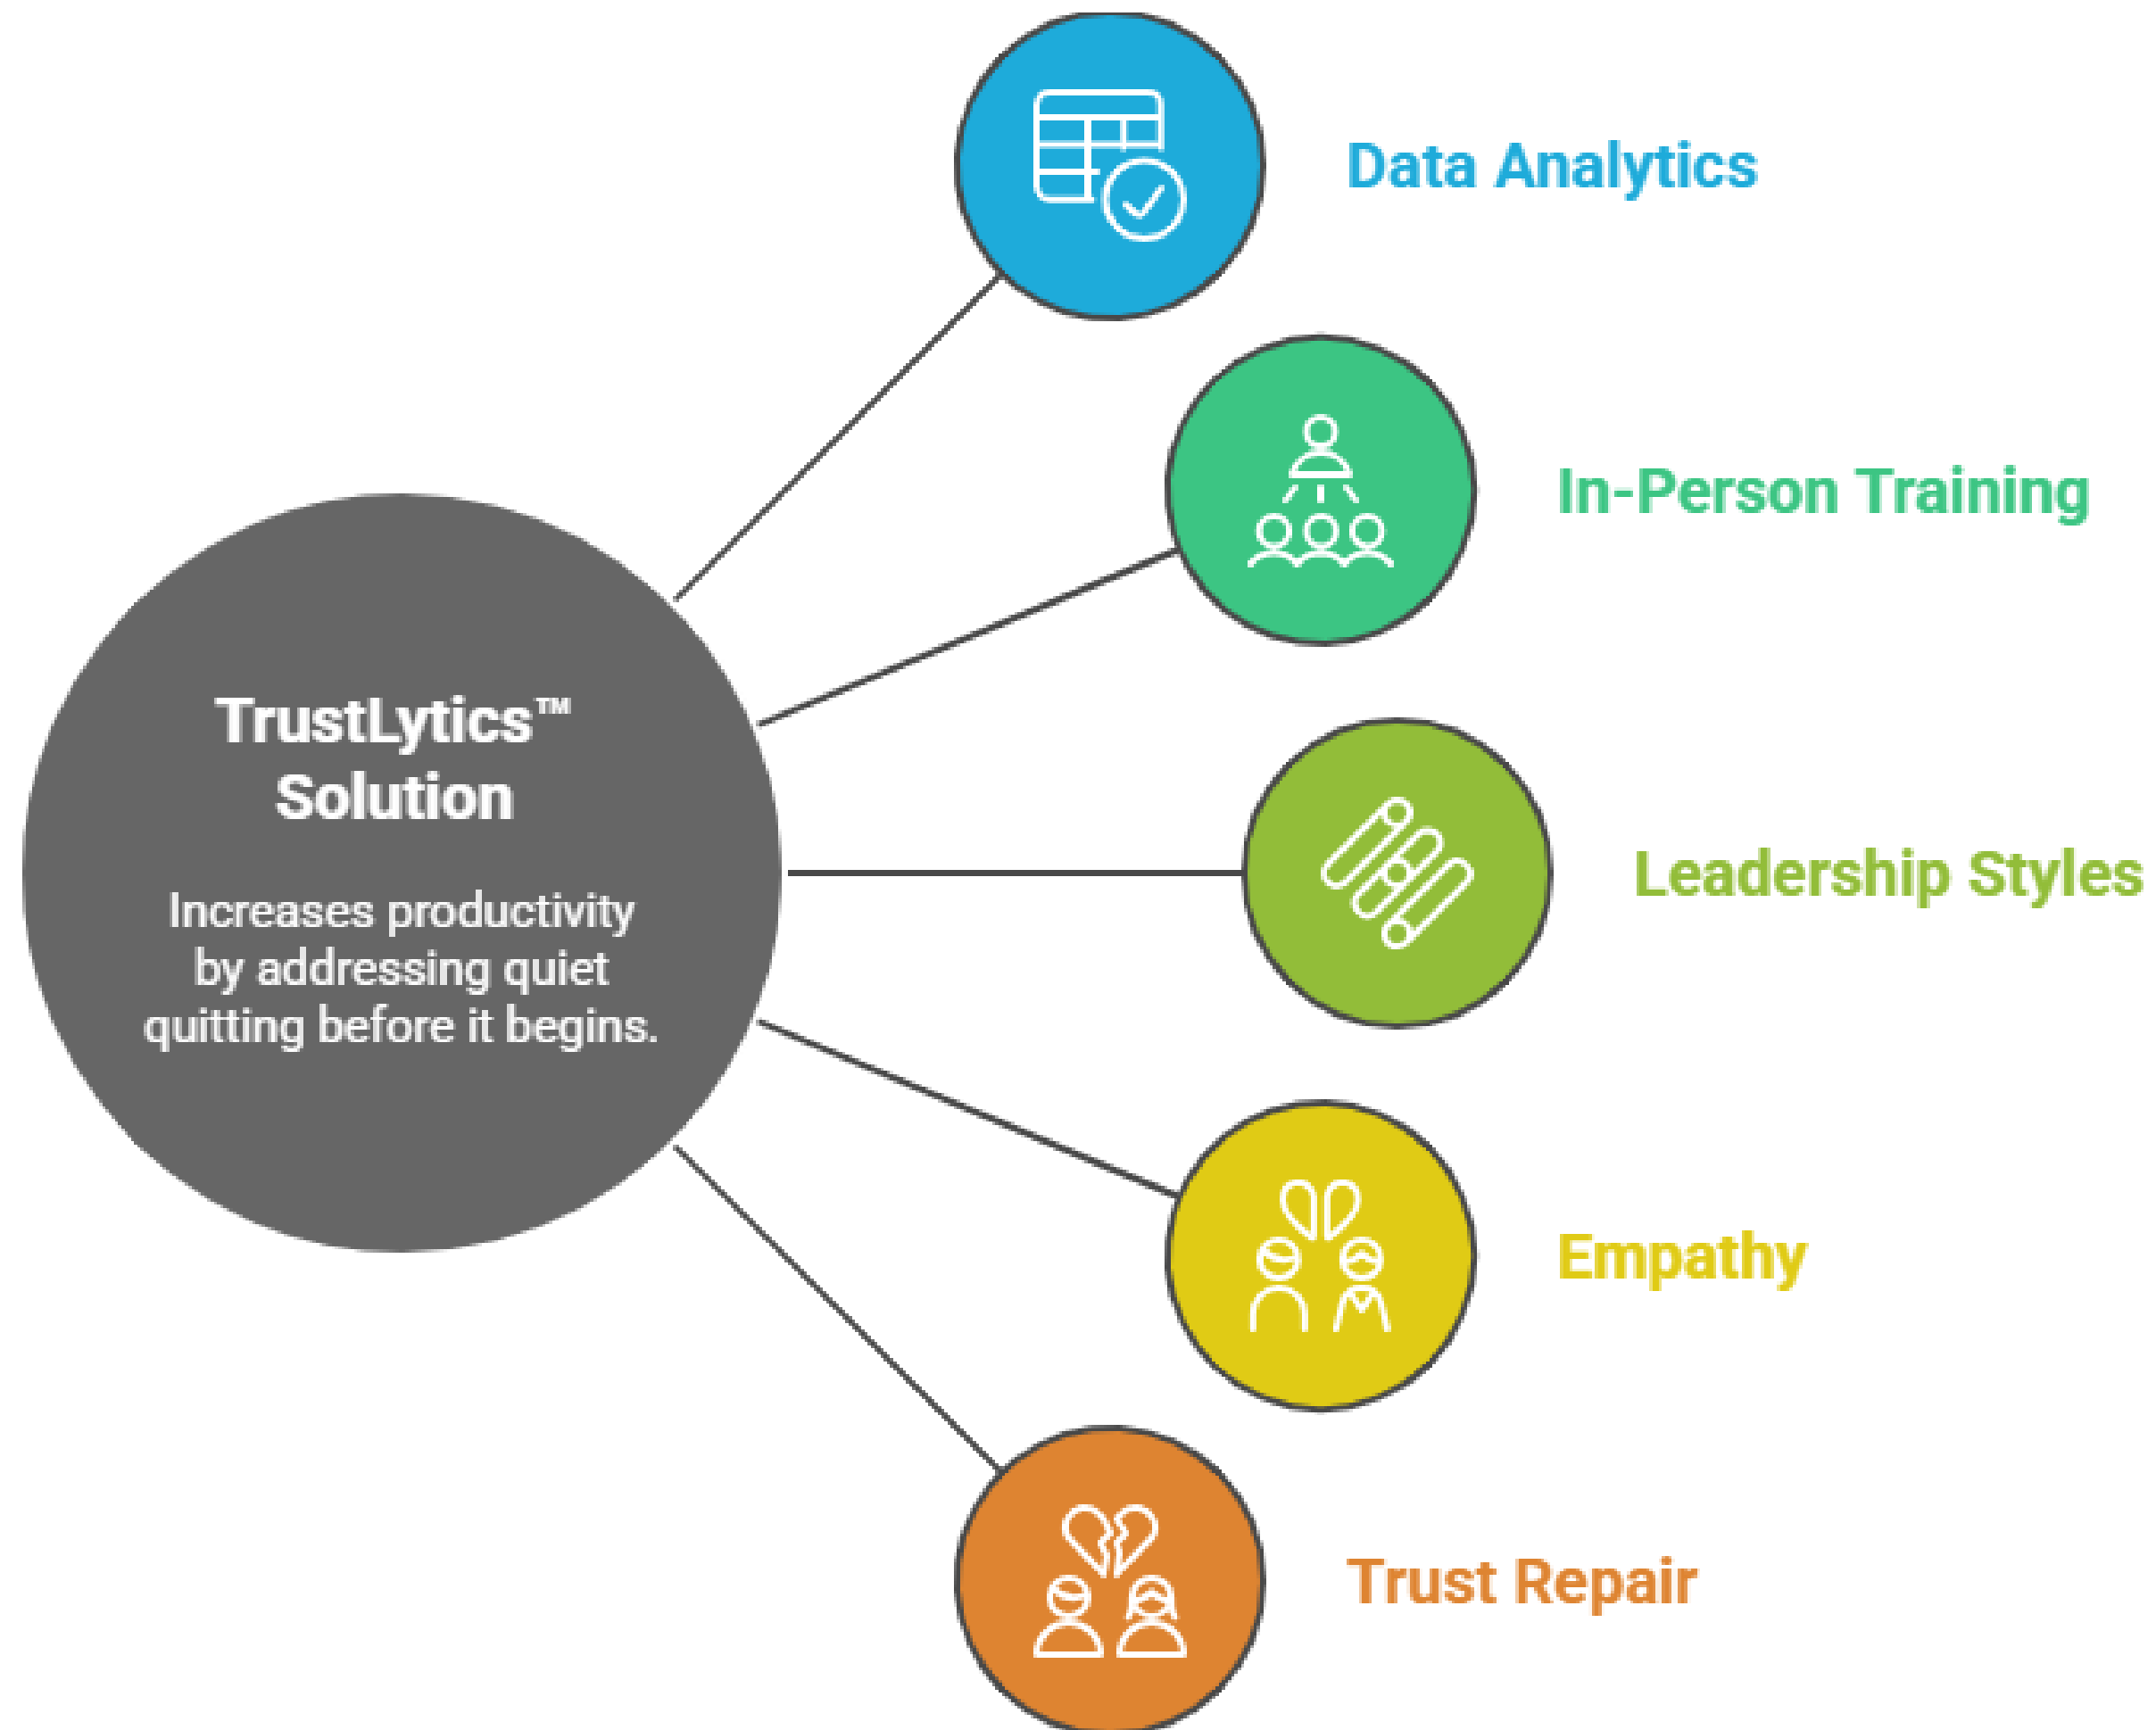 Data Analytics
In-Person Training
TrustLytics™
Solution
Increases productivity
by addressing quiet
quitting before it begins.
Leadership Styles
Empathy
Trust Repair